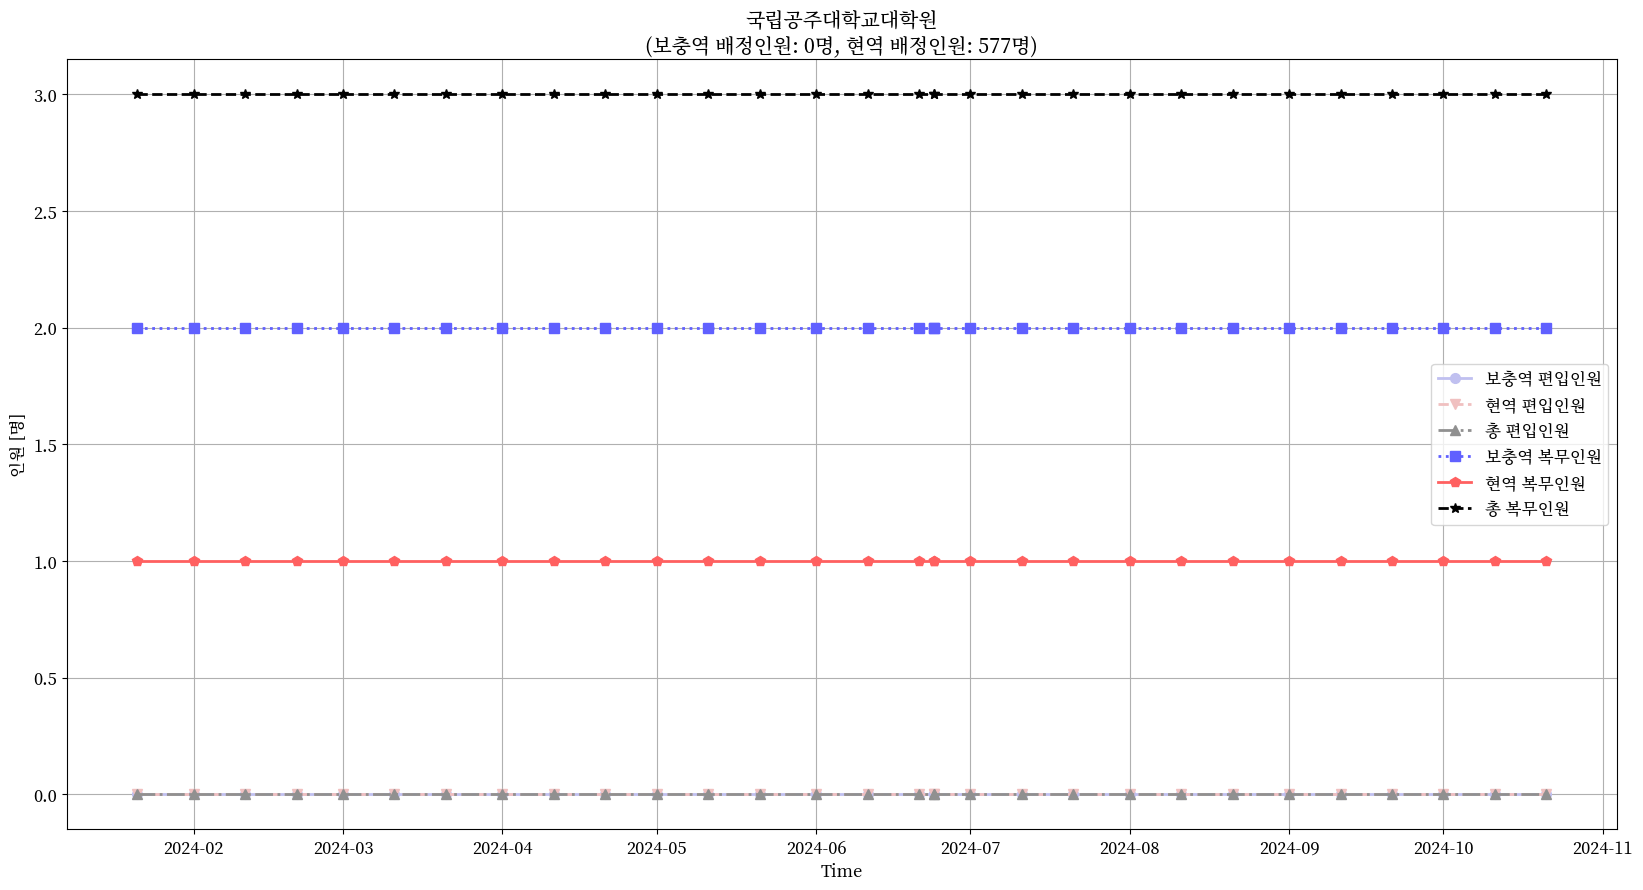 국립공주대학교대학원
(보충역 배정인원: 0명, 현역 배정인원: 577명)
인원 [명]
3.0
2.5
2.0
1.5
1.0
0.5
0.0
보충역 편입인원
현역 편입인원
총 편입인원
보충역 복무인원
현역 복무인원
총 복무인원
2024-02 2024-03 2024-04 2024-05 2024-06 2024-07 2024-08 2024-09 2024-10 2024-11
Time